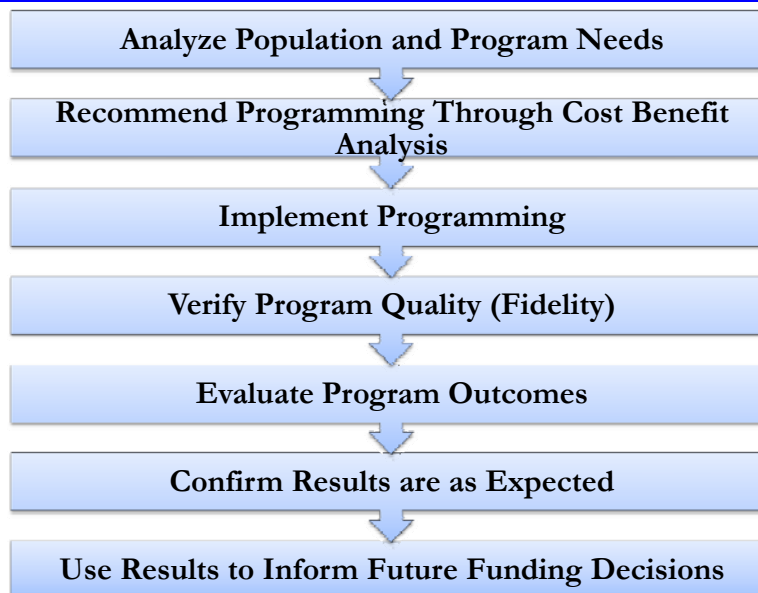 Analyze Population and Program Needs
Recommend Programming Through Cost Benefit
Analysis
Implement Programming
Verify Program Quality (Fidelity)
Evaluate Program Outcomes
Confirm Results are as Expected
Use Results to Inform Future Funding Decisions